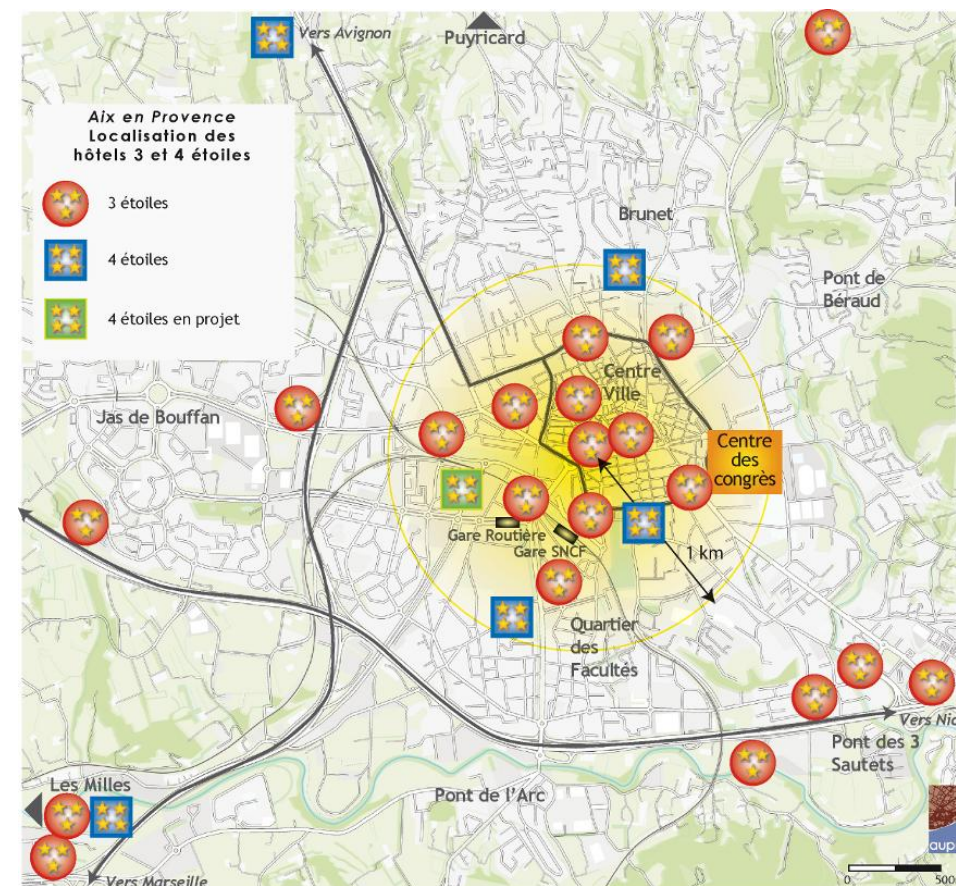 Vers Avignon
Puyricard
Aix en Provence
Localisation des
hôtels 3 et 4 étoiles
3 étoiles
4 étoiles
4 étoiles en projet
Brunet
Pont de
Béraud
Centre
Ville
Jas de Bouffan
Centre
des
congrès
Gare Routière
Gare SNCF
1 km
Quartier
des
Facultés
Vers Nic
Pont des 3
Sautets
Les Milles
Pont de l'Arc
aup
Vers Marseille
0
500